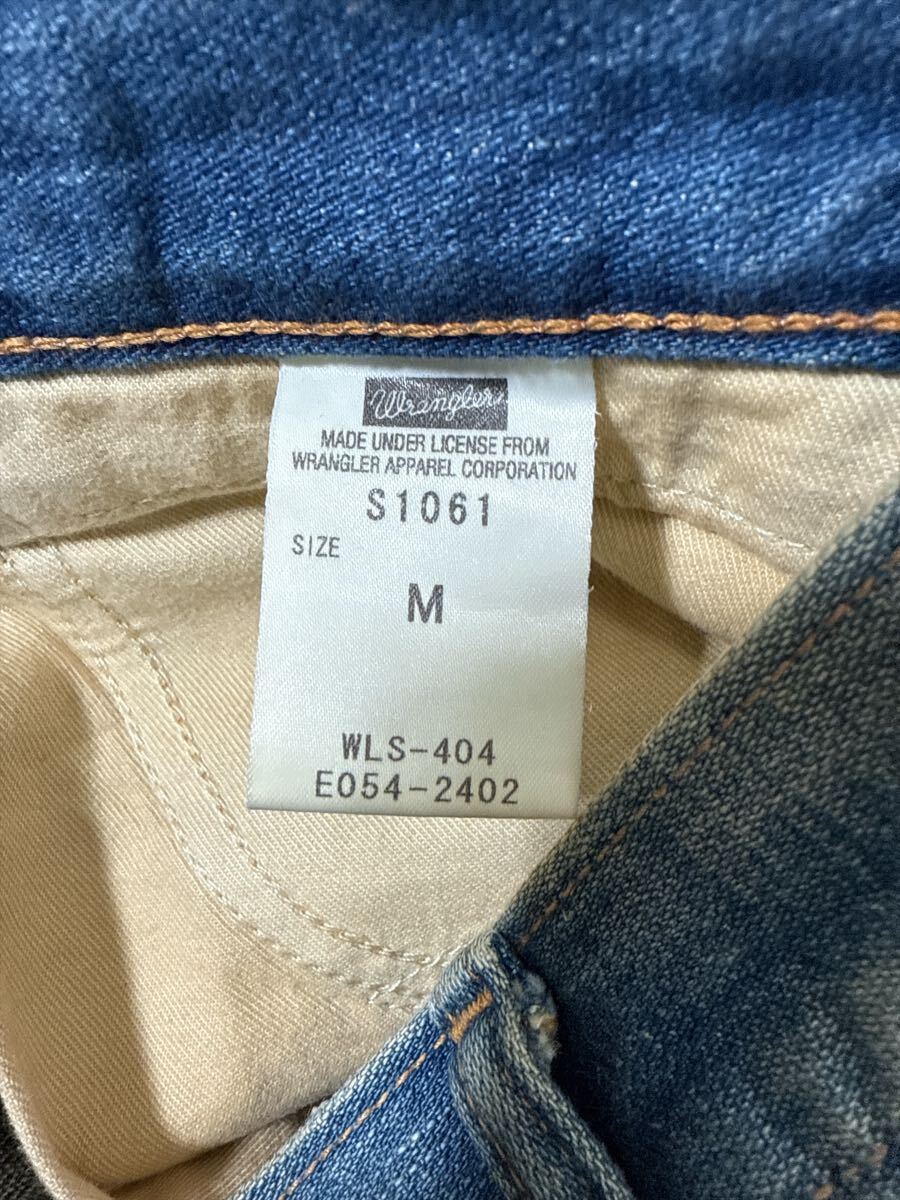 Wrangler
MADE UNDER LICENSE FROM
WRANGLER APPAREL CORPORATION
S1061
SIZE
M
WLS-404
E054-2402